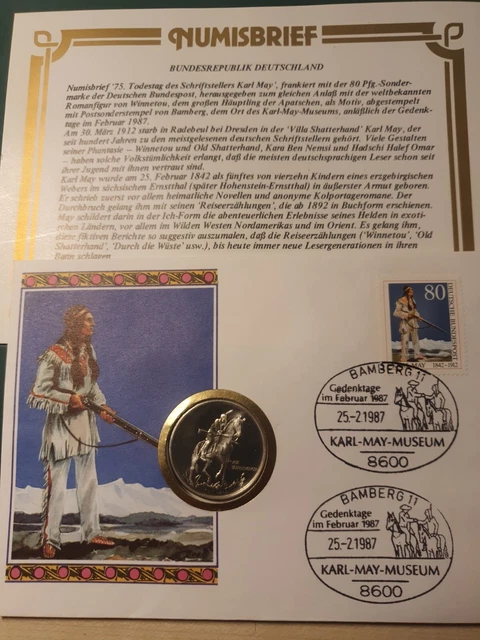 NUMISBRIEF
BUNDESREPUBLIK DEUTSCHLAND
Numisbrief '75. Todestag des Schriftstellers Karl May', frankiert mit der 80 Pfg.-Sonder-
marke der Deutschen Bundespost, herausgegeben zum gleichen Anlaß mit der weltbekannten
Romanfigur von Winnetou, dem großen Häuptling der Apatschen, als Motiv, abgestempelt
mit Postsonderstempel von Bamberg, dem Ort des Karl-May-Museums, anläßlich der Gedenk-
tage im Februar 1987.
Am 30. März 1912 starb in Radebeul bei Dresden in der 'Villa Shatterhand' Karl May, der
seit hundert Jahren zu den meistgelesenen deutschen Schriftstellern gehört. Viele Gestalten
seiner Phantasie — Winnetou und Old Shatterhand, Kara Ben Nemsi und Hadschi Halef Omar
— haben solche Volkstümlichkeit erlangt, daß die meisten deutschsprachigen Leser schon seit
ihrer Jugend mit ihnen vertraut sind.
Karl May wurde am 25. Februar 1842 als fünftes von vierzehn Kindern eines erzgebirgischen
Webers im sächsischen Ernstthal (später Hohenstein-Ernstthal) in äußerster Armut geboren.
Er schrieb zuerst vor allem heimatliche Novellen und anonyme Kolportageromane. Der
Durchbruch gelang ihm mit seinen 'Reiseerzählungen', die ab 1892 in Buchform erschienen.
May schildert darin in der Ich-Form die abenteuerlichen Erlebnisse seines Helden in exoti-
schen Ländern, vor allem im Wilden Westen Nordamerikas und im Orient. Es gelang ihm,
diese fiktiven Berichte so suggestiv auszumalen, daß die Reiseerzählungen ('Winnetou', 'Old
Shatterhand', 'Durch die Wüste' usw.), bis heute immer neue Lesergenerationen in ihren
Bann schlagen
80
DEUTSCHE BUNDESPOST
MAY 1842-1912
BAMBERG 11
Gedenktage
im Februar 1987
25.-2.1987
KARL-MAY-MUSEUM
8600
BAMBERG 11
Gedenktage
im Februar 1987
25.-2.1987
KARL-MAY-MUSEUM
8600